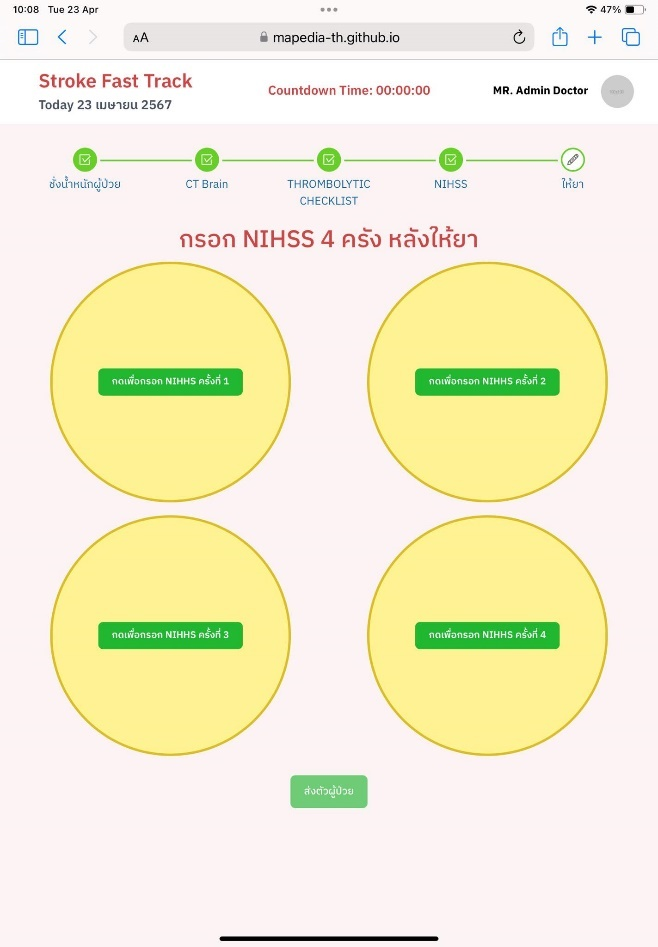 10:08 Tue 23 Apr
47%
AA mapedia-th.github.io
Stroke Fast Track
Today 23 เมษายน 2567
Countdown Time: 00:00:00
MR. Admin Doctor
ชั่งน้ำหนักผู้ป่วย
CT Brain
THROMBOLYTIC
CHECKLIST
NIHSS
ให้ยา
กรอก NIHSS 4 ครั้ง หลังให้ยา
กดเพื่อกรอก NIHHS ครั้งที่ 1
กดเพื่อกรอก NIHHS ครั้งที่ 2
กดเพื่อกรอก NIHHS ครั้งที่ 3
กดเพื่อกรอก NIHHS ครั้งที่ 4
ส่งตัวผู้ป่วย